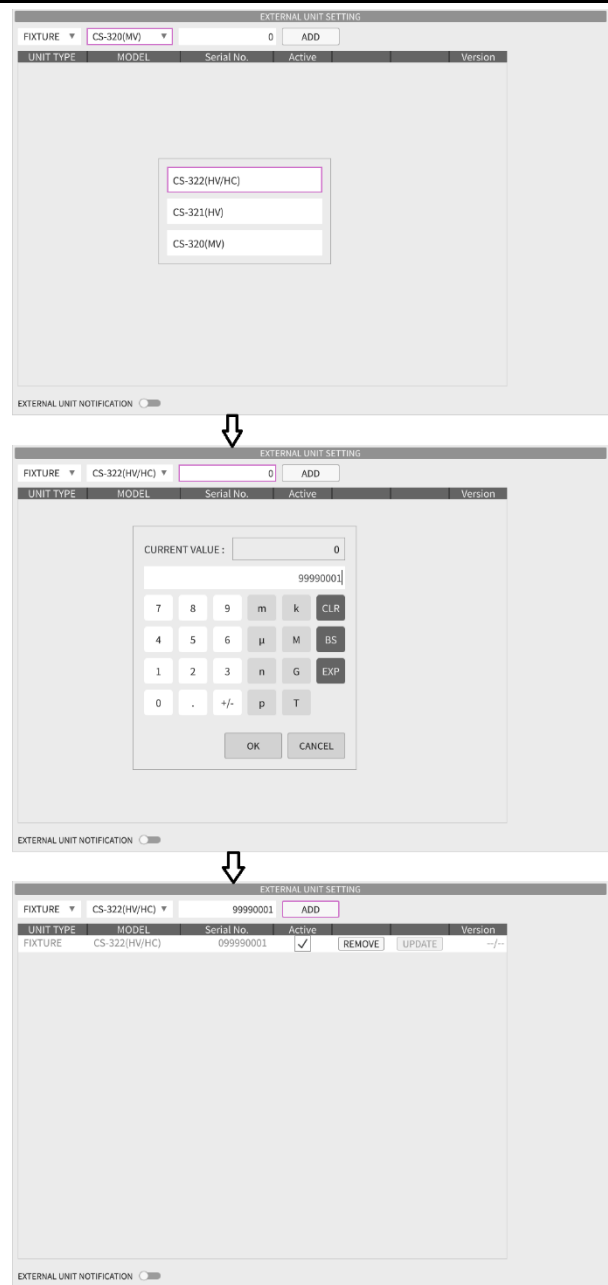 EXTERNAL UNIT SETTING
FIXTURE ▼ CS-320(MV) ▼ 0 ADD
UNIT TYPE MODEL Serial No. Active Version
CS-322(HV/HC)
CS-321(HV)
CS-320(MV)
EXTERNAL UNIT NOTIFICATION
EXTERNAL UNIT SETTING
FIXTURE ▼ CS-322(HV/HC) ▼ 0 ADD
UNIT TYPE MODEL Serial No. Active Version
CURRENT VALUE : 0
99990001
7 8 9 m k CLR
4 5 6 μ M BS
1 2 3 n G EXP
0 . +/- p T
OK CANCEL
EXTERNAL UNIT NOTIFICATION
EXTERNAL UNIT SETTING
FIXTURE ▼ CS-322(HV/HC) ▼ 99990001 ADD
UNIT TYPE MODEL Serial No. Active Version
FIXTURE CS-322(HV/HC) 099990001 ✓ REMOVE UPDATE --/--
EXTERNAL UNIT NOTIFICATION